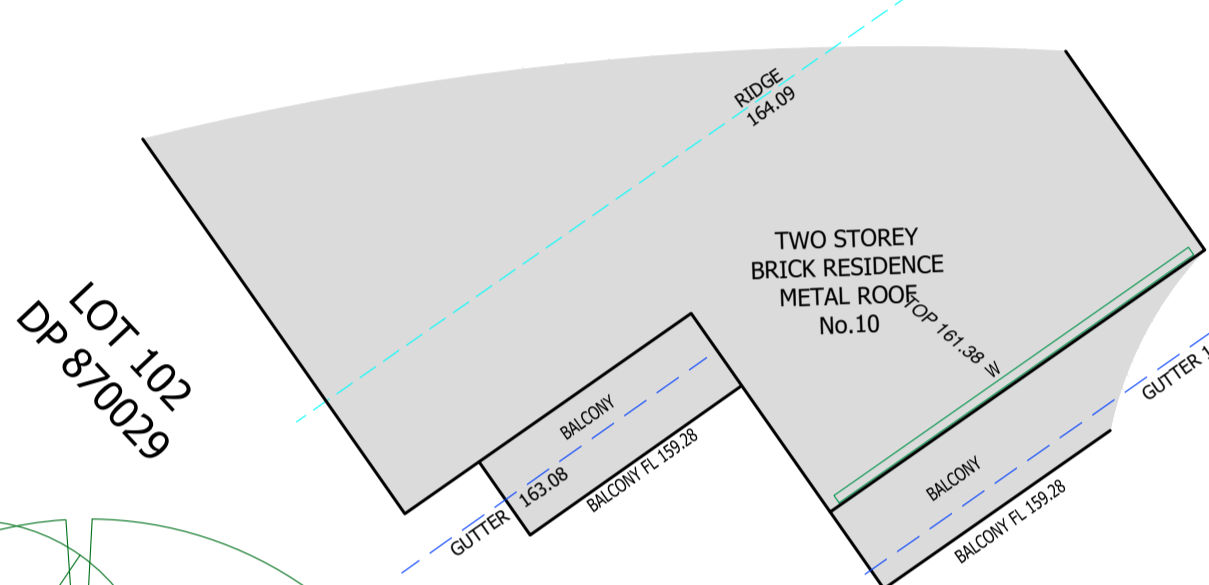 RIDGE
164.09
TWO STOREY
BRICK RESIDENCE
METAL ROOF
No.10
TOP 161.38
W
LOT 102
DP 870029
BALCONY
GUTTER 163.08
BALCONY FL 159.28
GUTTER
BALCONY
BALCONY FL 159.28